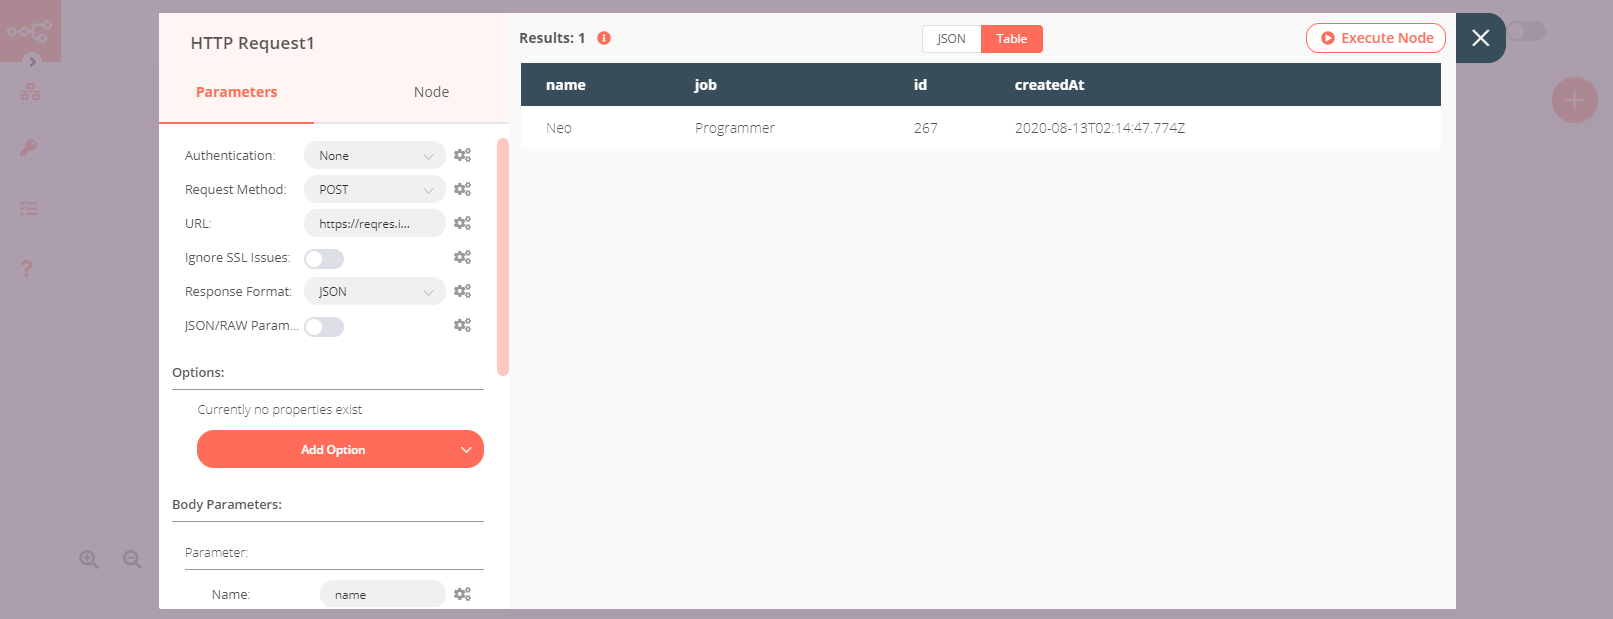 HTTP Request1
Parameters Node
Authentication: None
Request Method: POST
URL: https://reqres.i...
Ignore SSL Issues:
Response Format: JSON
JSON/RAW Param...
Options:
Currently no properties exist
Add Option
Body Parameters:
Parameter:
Name: name
Results: 1
JSON Table
Execute Node
name job id createdAt
Neo Programmer 267 2020-08-13T02:14:47.774Z